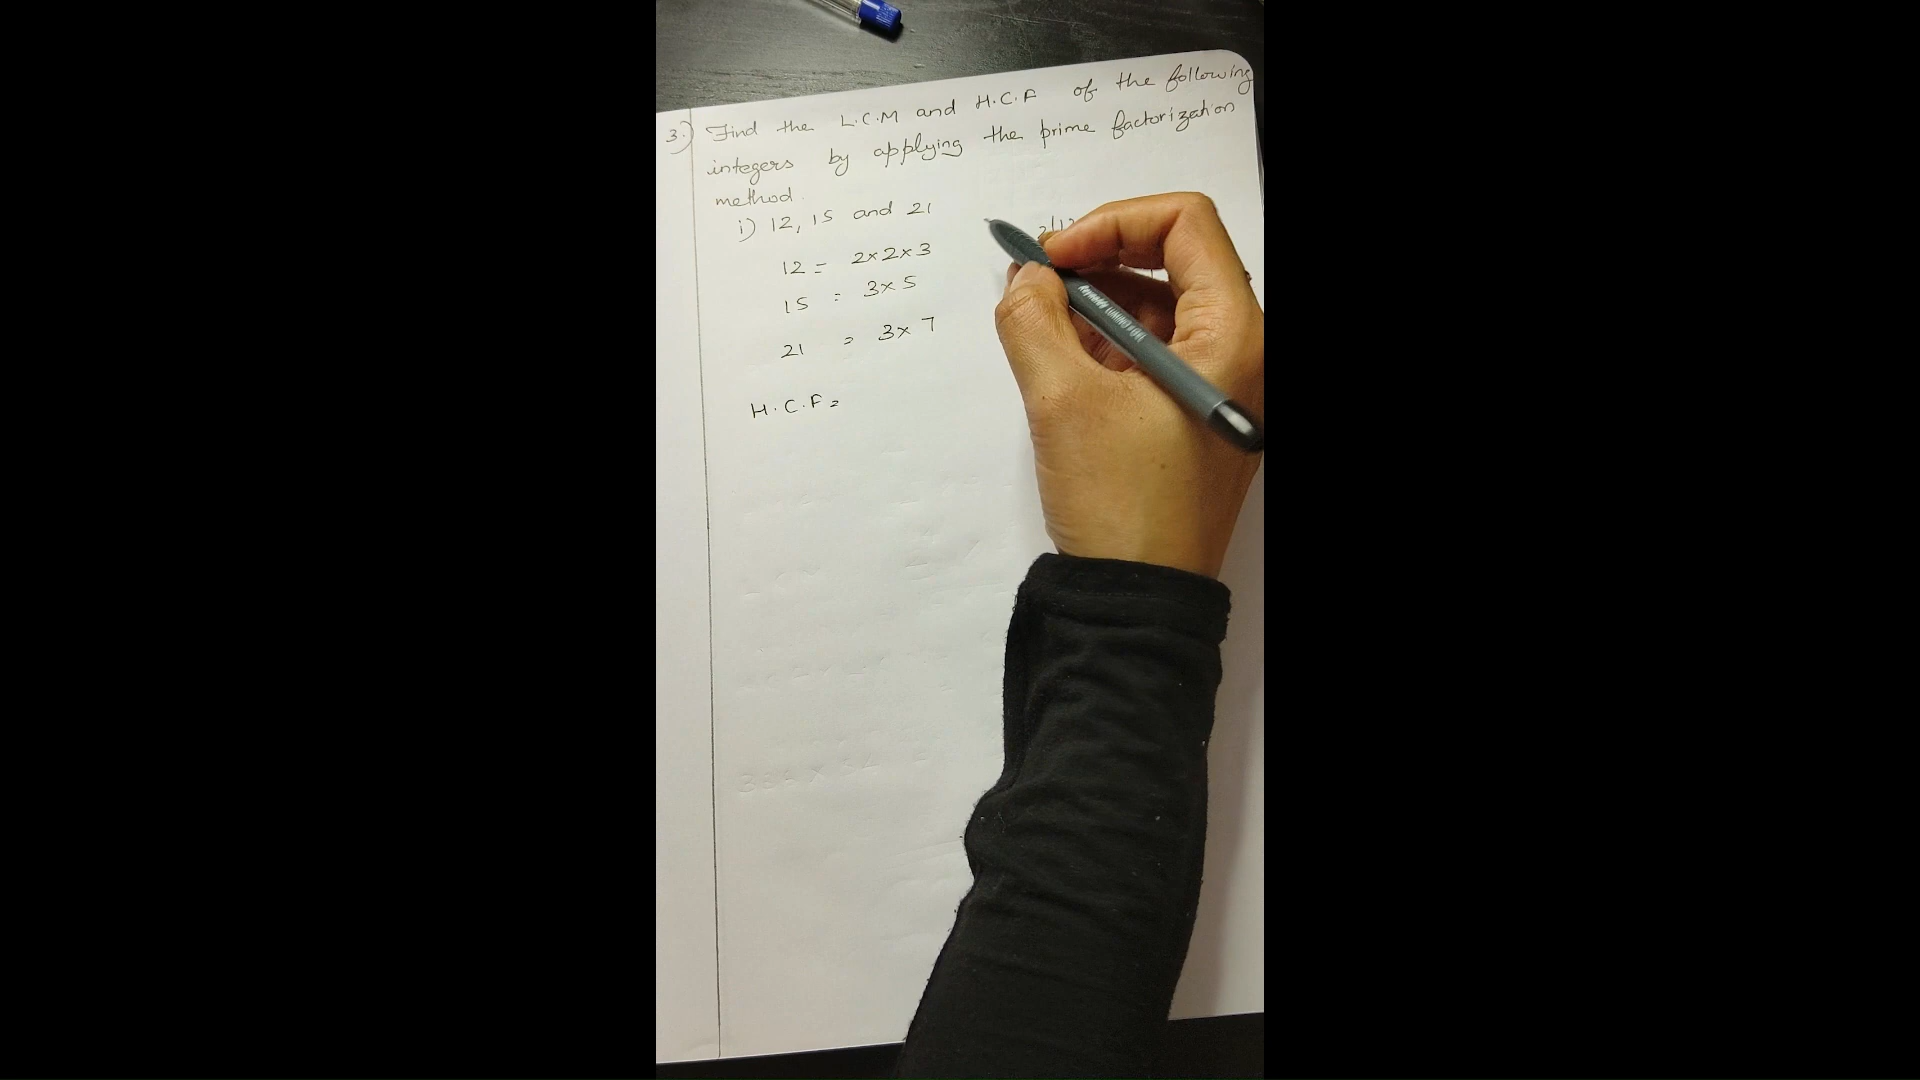 3.) Find the L.C.M and H.C.F of the following
integers by applying the prime factorization
method.
i) 12, 15 and 21
12 = 2×2×3
15 = 3×5
21 = 3×7
H.C.F =